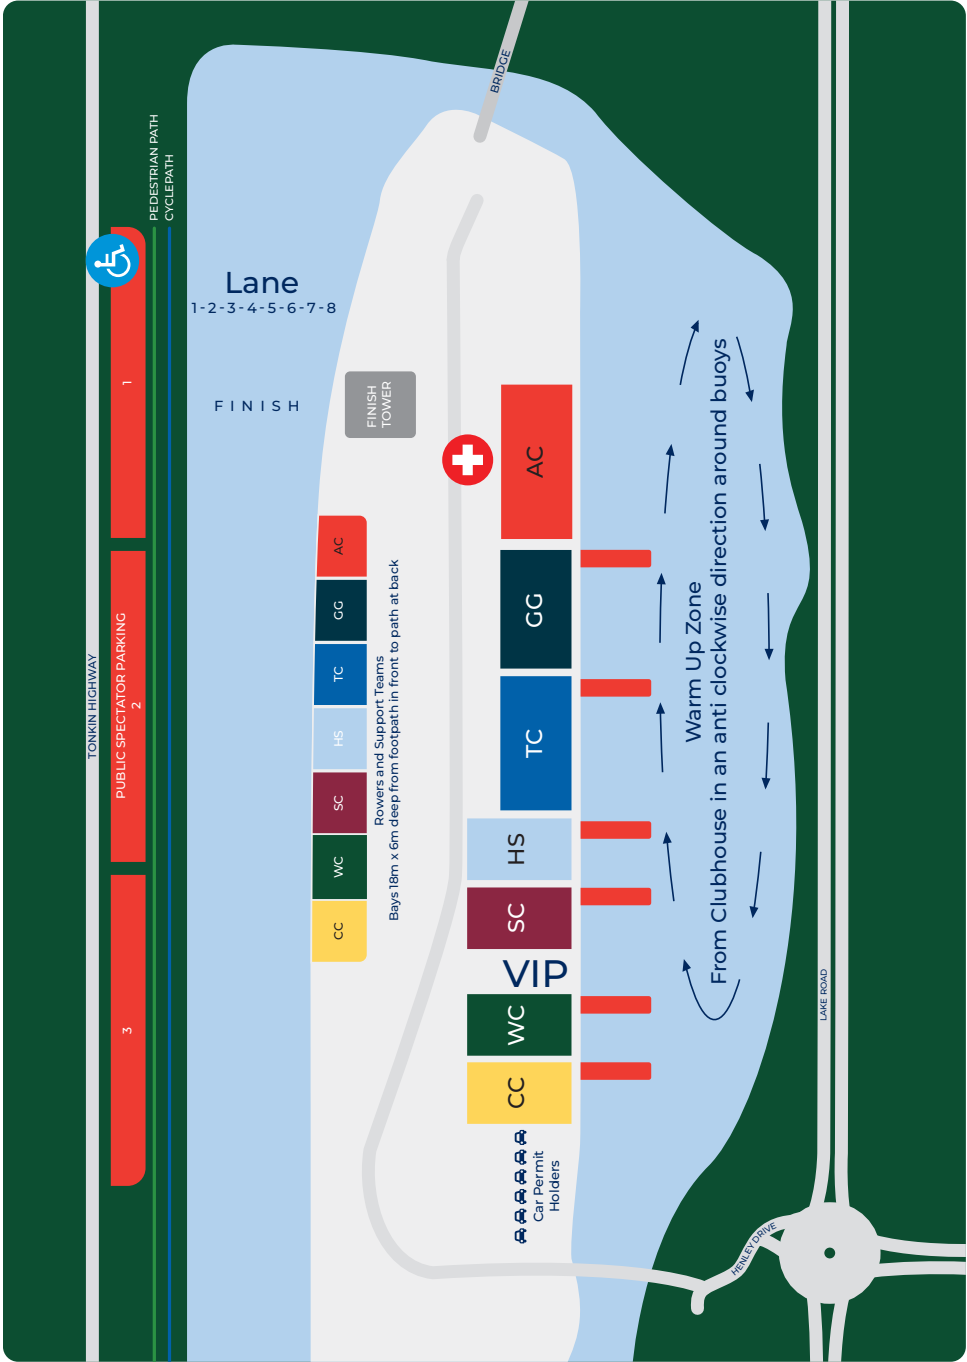 BRIDGE
PEDESTRIAN PATH
CYCLEPATH
TONKIN HIGHWAY
1
PUBLIC SPECTATOR PARKING
2
3
Lane
1-2-3-4-5-6-7-8
FINISH
FINISH
TOWER
AC
GG
TC
HS
SC
WC
CC
Rowers and Support Teams
Bays 18m x 6m deep from footpath in front to path at back
AC
GG
TC
HS
SC
VIP
WC
CC
Car Permit
Holders
Warm Up Zone
From Clubhouse in an anti clockwise direction around buoys
LAKE ROAD
HENLEY DRIVE